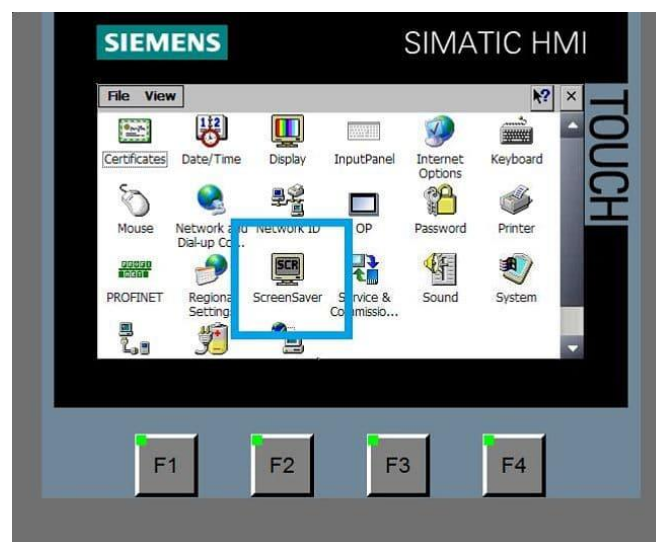 SIEMENS
SIMATIC HMI
TOUCH
File View
Certificates Date/Time Display InputPanel Internet Options Keyboard
Mouse Network and Dial-up Co... Network ID OP Password Printer
PROFINET Regional Settings SCR ScreenSaver Service & Commissio... Sound System
F1 F2 F3 F4